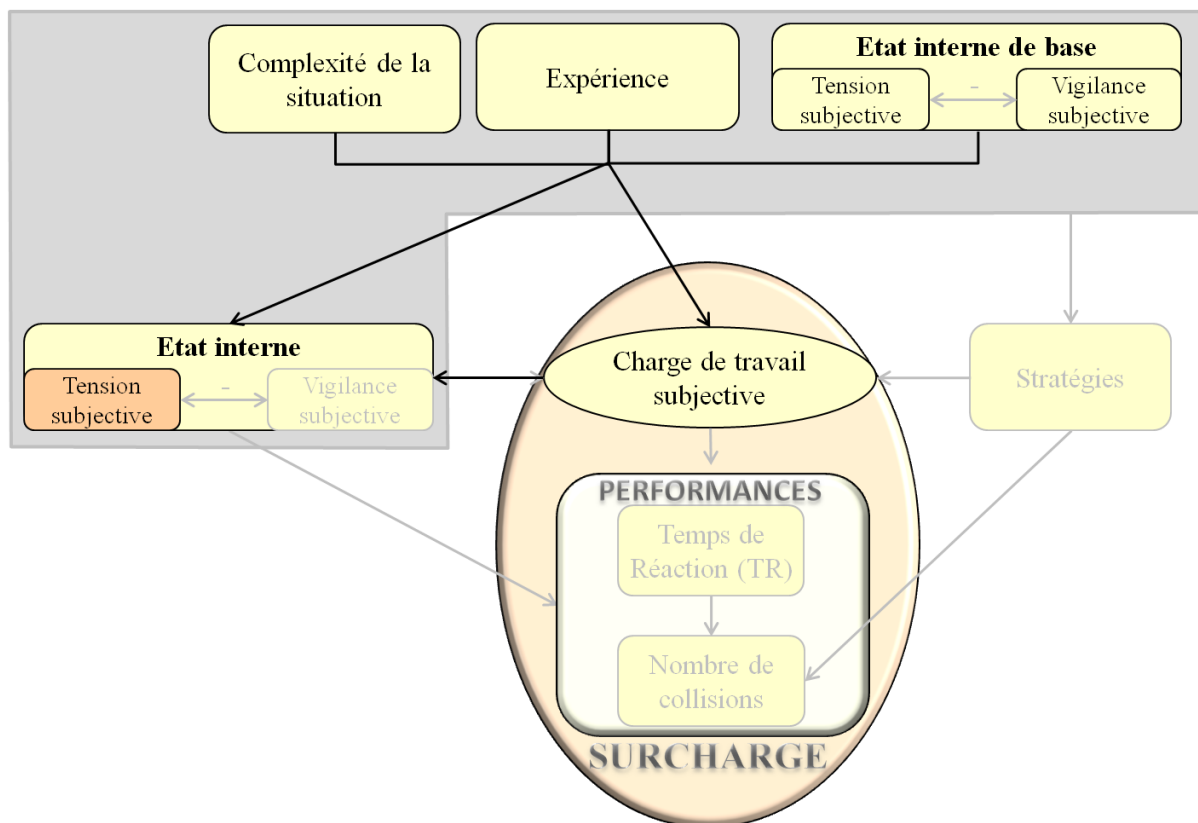 Complexité de la
situation
Expérience
Etat interne de base
Tension
subjective
-
Vigilance
subjective
Etat interne
Tension
subjective
-
Vigilance
subjective
Charge de travail
subjective
Stratégies
PERFORMANCES
Temps de
Réaction (TR)
Nombre de
collisions
SURCHARGE